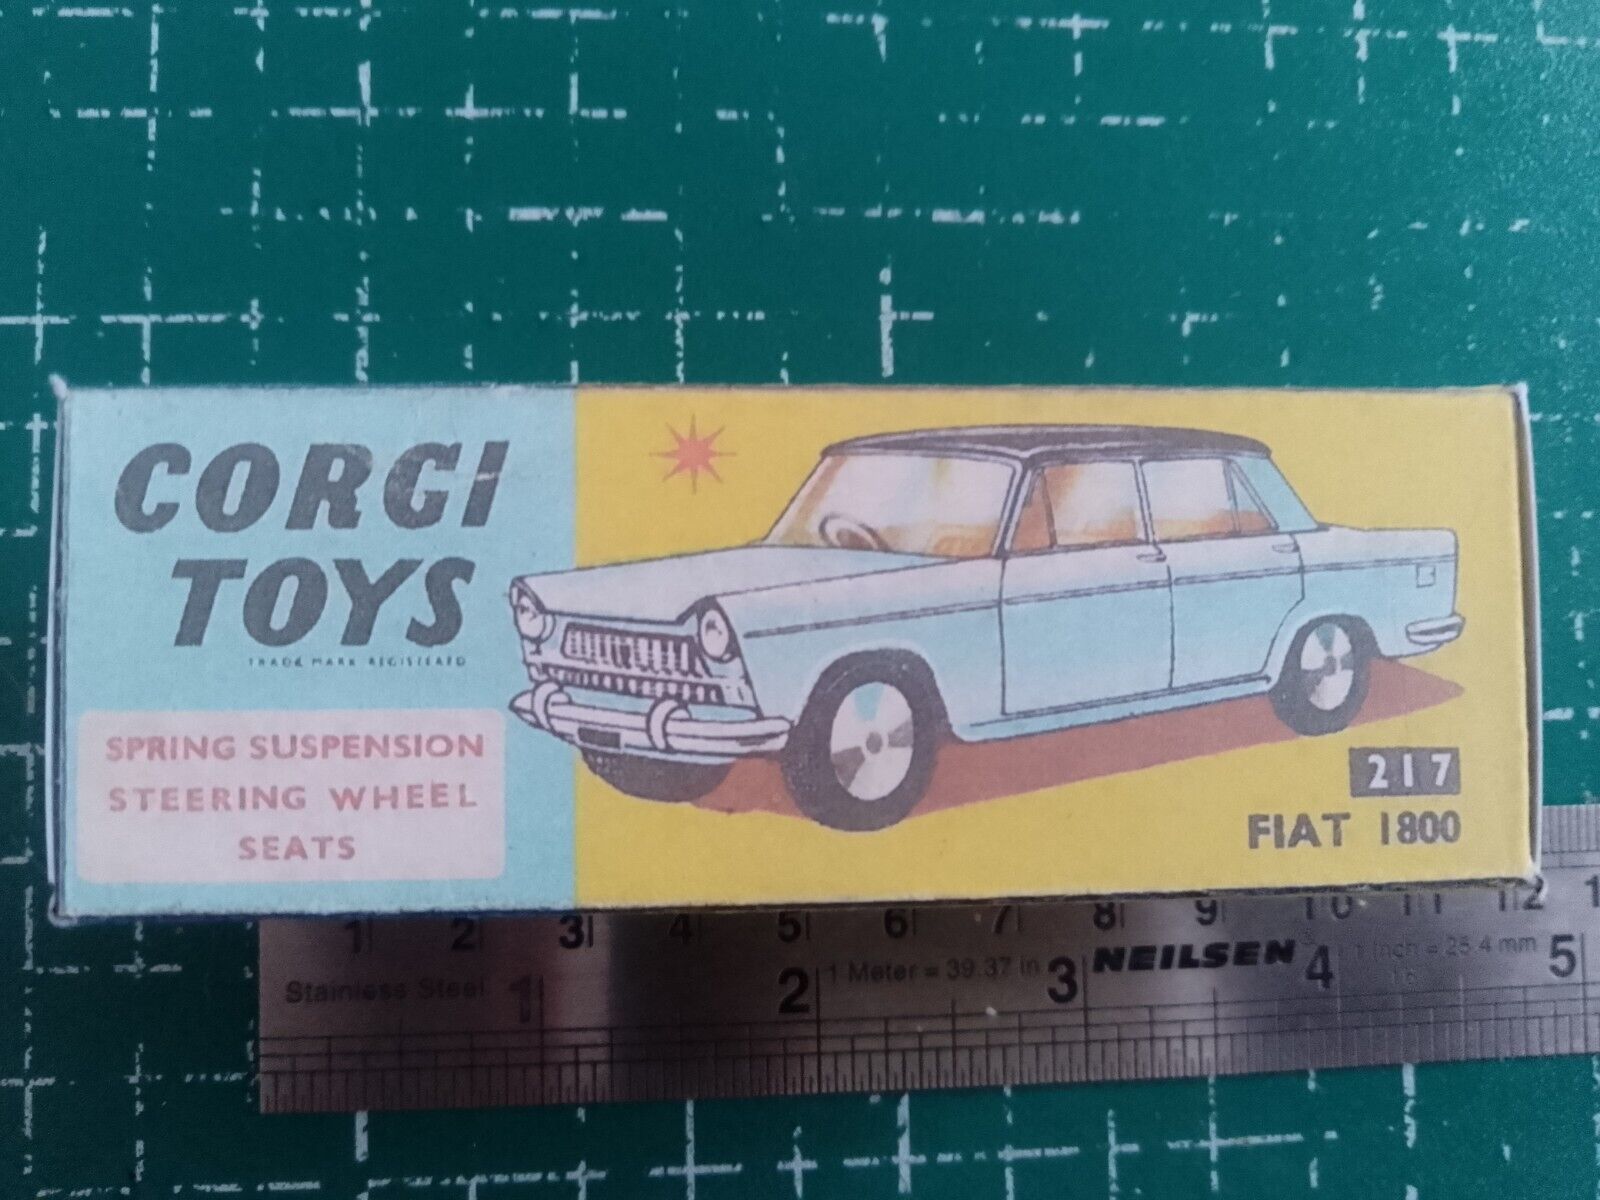 CORGI
TOYS
TRADE MARK REGISTERED
SPRING SUSPENSION
STEERING WHEEL
SEATS
217
FIAT 1800
1 2 3 4 5 6 7 8 9 10 11 12
Stainless Steel 1 2 1 Meter = 39.37 in 3 NEILSEN 4 1 Inch = 25.4 mm 5